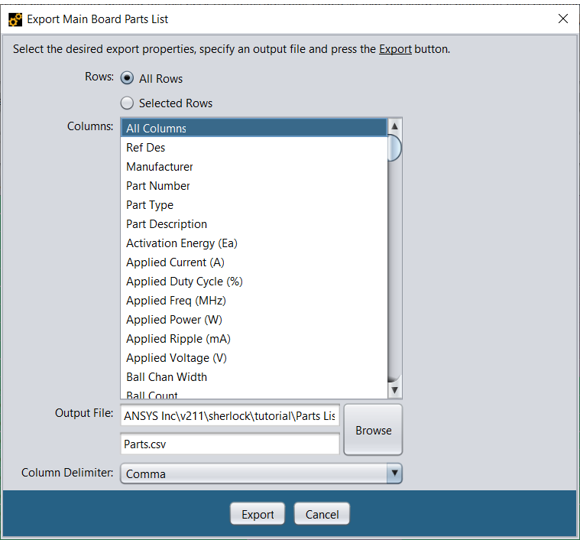 Export Main Board Parts List
Select the desired export properties, specify an output file and press the Export button.
Rows: All Rows
Selected Rows
Columns: All Columns
Ref Des
Manufacturer
Part Number
Part Type
Part Description
Activation Energy (Ea)
Applied Current (A)
Applied Duty Cycle (%)
Applied Freq (MHz)
Applied Power (W)
Applied Ripple (mA)
Applied Voltage (V)
Ball Chan Width
Ball Count
Output File: ANSYS Inc\v211\sherlock\tutorial\Parts Lis
Browse
Parts.csv
Column Delimiter: Comma
Export Cancel